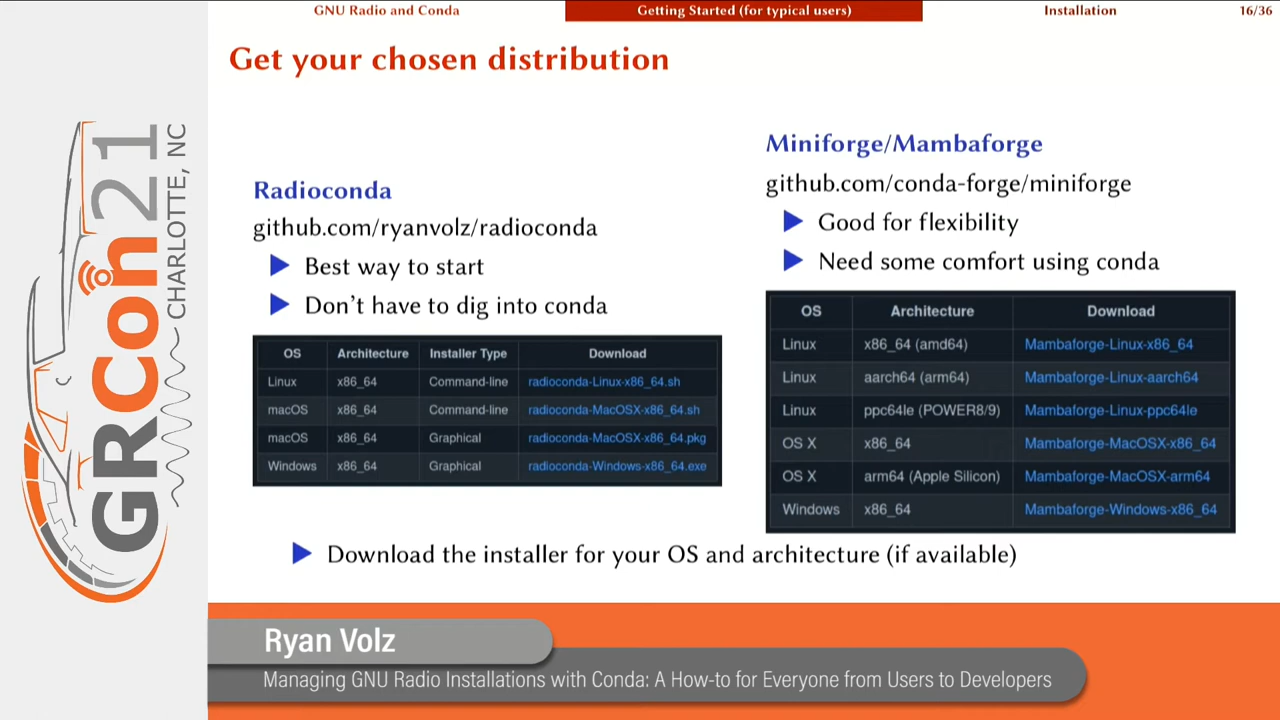 GNU Radio and Conda Getting Started (for typical users) Installation 16/36
Get your chosen distribution
GRCon21
CHARLOTTE, NC
Radioconda
github.com/ryanvolz/radioconda
Best way to start
Don't have to dig into conda
OS Architecture Installer Type Download
Linux x86_64 Command-line radioconda-Linux-x86_64.sh
macOS x86_64 Command-line radioconda-MacOSX-x86_64.sh
macOS x86_64 Graphical radioconda-MacOSX-x86_64.pkg
Windows x86_64 Graphical radioconda-Windows-x86_64.exe
Miniforge/Mambaforge
github.com/conda-forge/miniforge
Good for flexibility
Need some comfort using conda
OS Architecture Download
Linux x86_64 (amd64) Mambaforge-Linux-x86_64
Linux aarch64 (arm64) Mambaforge-Linux-aarch64
Linux ppc64le (POWER8/9) Mambaforge-Linux-ppc64le
OS X x86_64 Mambaforge-MacOSX-x86_64
OS X arm64 (Apple Silicon) Mambaforge-MacOSX-arm64
Windows x86_64 Mambaforge-Windows-x86_64
Download the installer for your OS and architecture (if available)
Ryan Volz
Managing GNU Radio Installations with Conda: A How-to for Everyone from Users to Developers